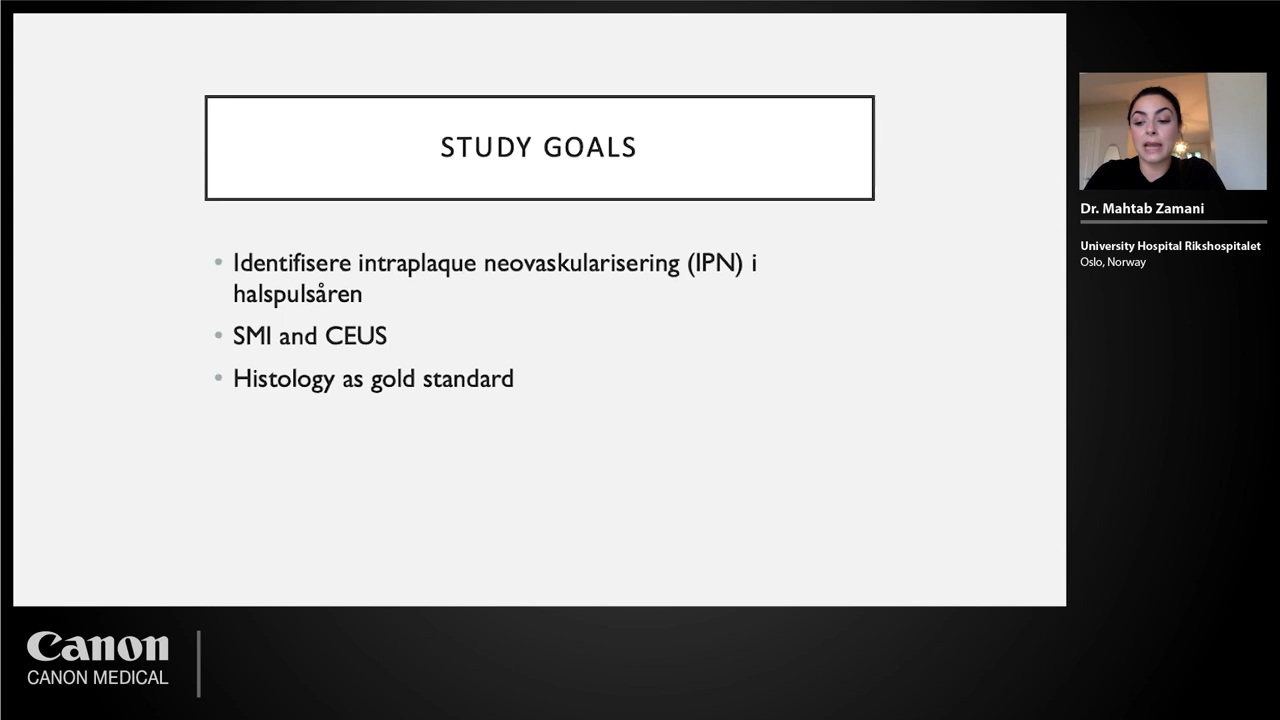 STUDY GOALS
• Identifisere intraplaque neovaskularisering (IPN) i
halspulsåren
• SMI and CEUS
• Histology as gold standard
Dr. Mahtab Zamani
University Hospital Rikshospitalet
Oslo, Norway
Canon
CANON MEDICAL